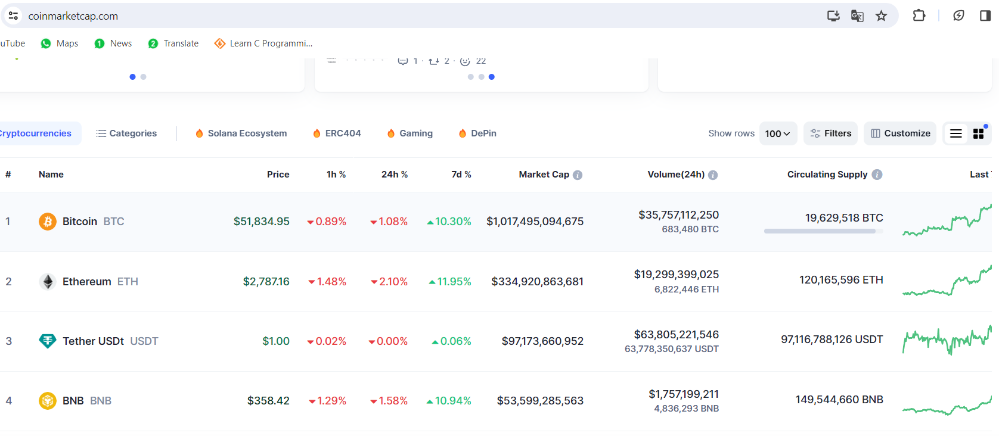 coinmarketcap.com
uTube Maps 1 News 2 Translate Learn C Programmi...
1 · 2 · 22
Cryptocurrencies Categories Solana Ecosystem ERC404 Gaming DePin Show rows 100 Filters Customize
# Name Price 1h % 24h % 7d % Market Cap Volume(24h) Circulating Supply Last
1 Bitcoin BTC $51,834.95 0.89% 1.08% 10.30% $1,017,495,094,675 $35,757,112,250 19,629,518 BTC
683,480 BTC
2 Ethereum ETH $2,787.16 1.48% 2.10% 11.95% $334,920,863,681 $19,299,399,025 120,165,596 ETH
6,822,446 ETH
3 Tether USDt USDT $1.00 0.02% 0.00% 0.06% $97,173,660,952 $63,805,221,546 97,116,788,126 USDT
63,778,350,637 USDT
4 BNB BNB $358.42 1.29% 1.58% 10.94% $53,599,285,563 $1,757,199,211 149,544,660 BNB
4,836,293 BNB